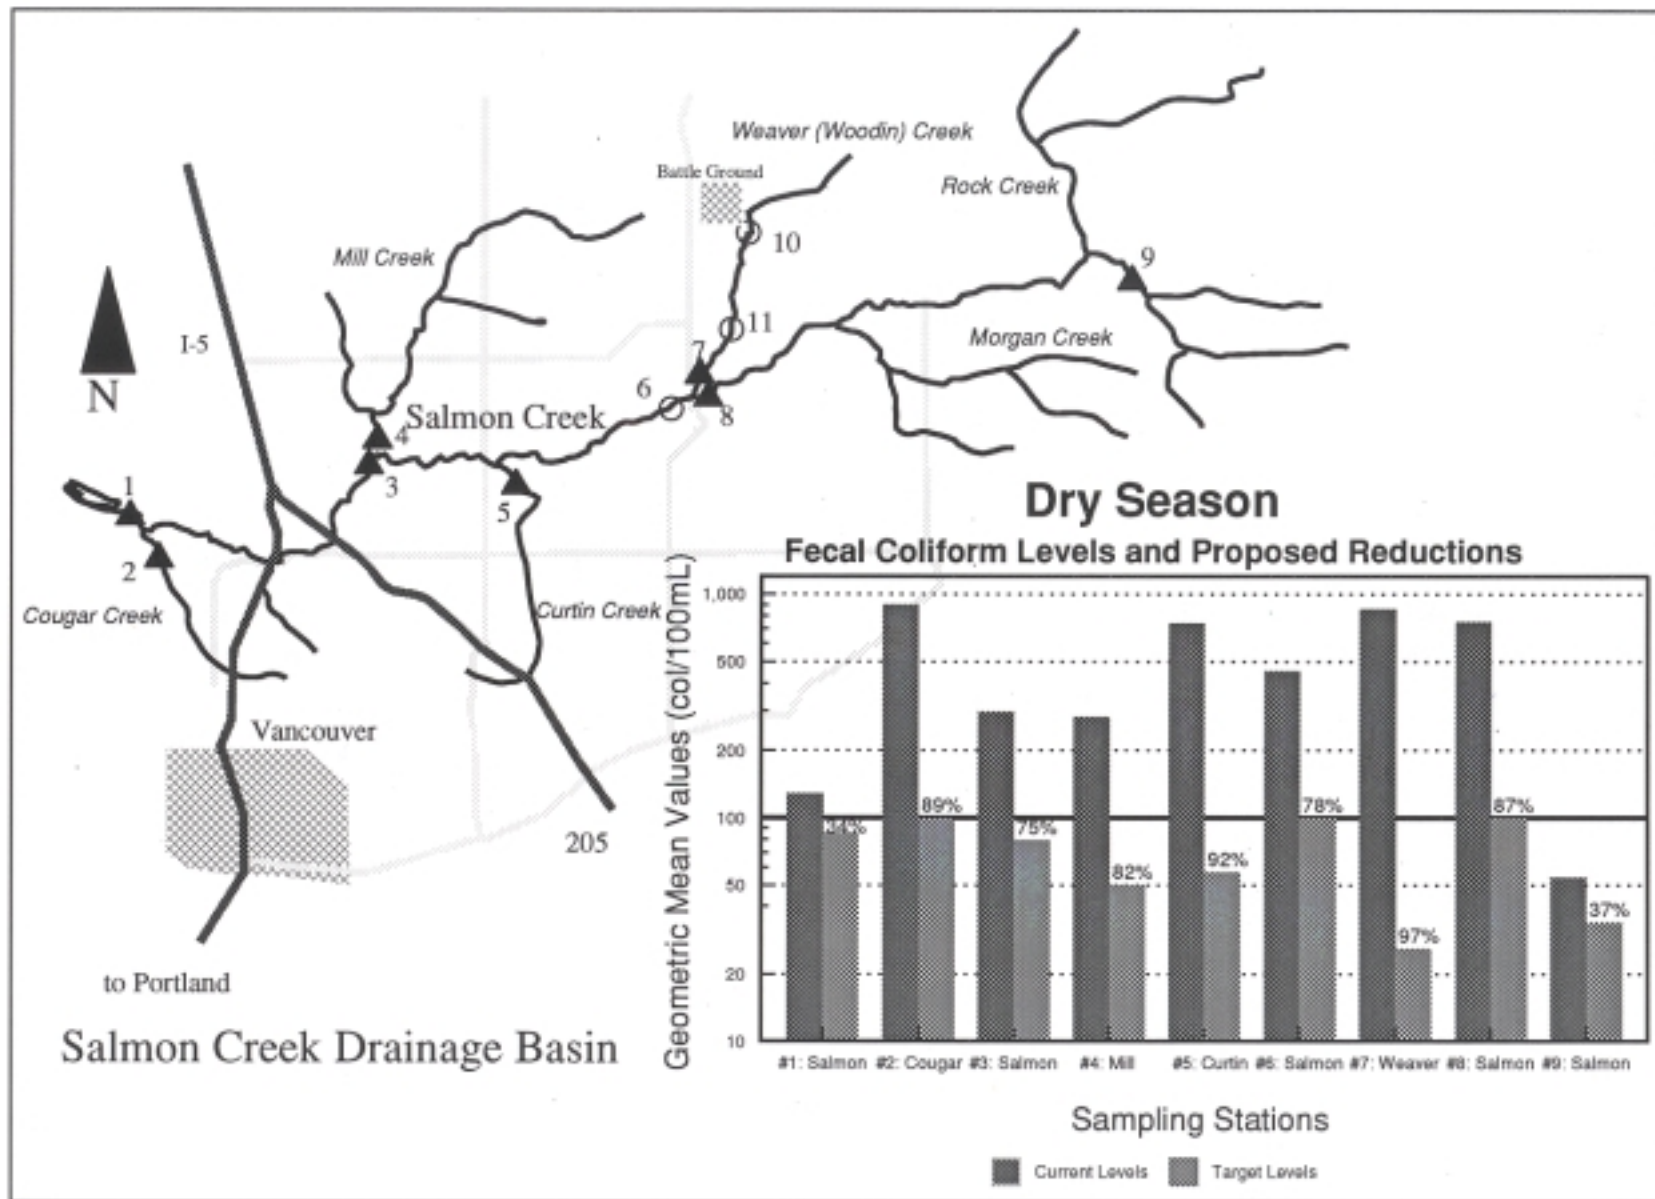 Weaver (Woodin) Creek
Battle Ground
Rock Creek
10
Mill Creek
9
I-5
11
Morgan Creek
7
N
6
8
Salmon Creek
4
3
1
5
Dry Season
2
Fecal Coliform Levels and Proposed Reductions
Cougar Creek
Curtin Creek
Vancouver
205
to Portland
Salmon Creek Drainage Basin
Geometric Mean Values (col/100mL)
1,000
500
200
100
50
20
10
34%
89%
75%
82%
92%
78%
97%
87%
37%
#1: Salmon #2: Cougar #3: Salmon #4: Mill #5: Curtin #6: Salmon #7: Weaver #8: Salmon #9: Salmon
Sampling Stations
Current Levels Target Levels